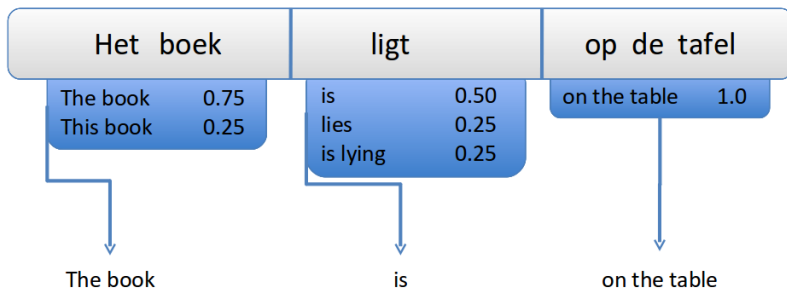 Het boek ligt op de tafel
The book 0.75
This book 0.25
is 0.50
lies 0.25
is lying 0.25
on the table 1.0
The book is on the table